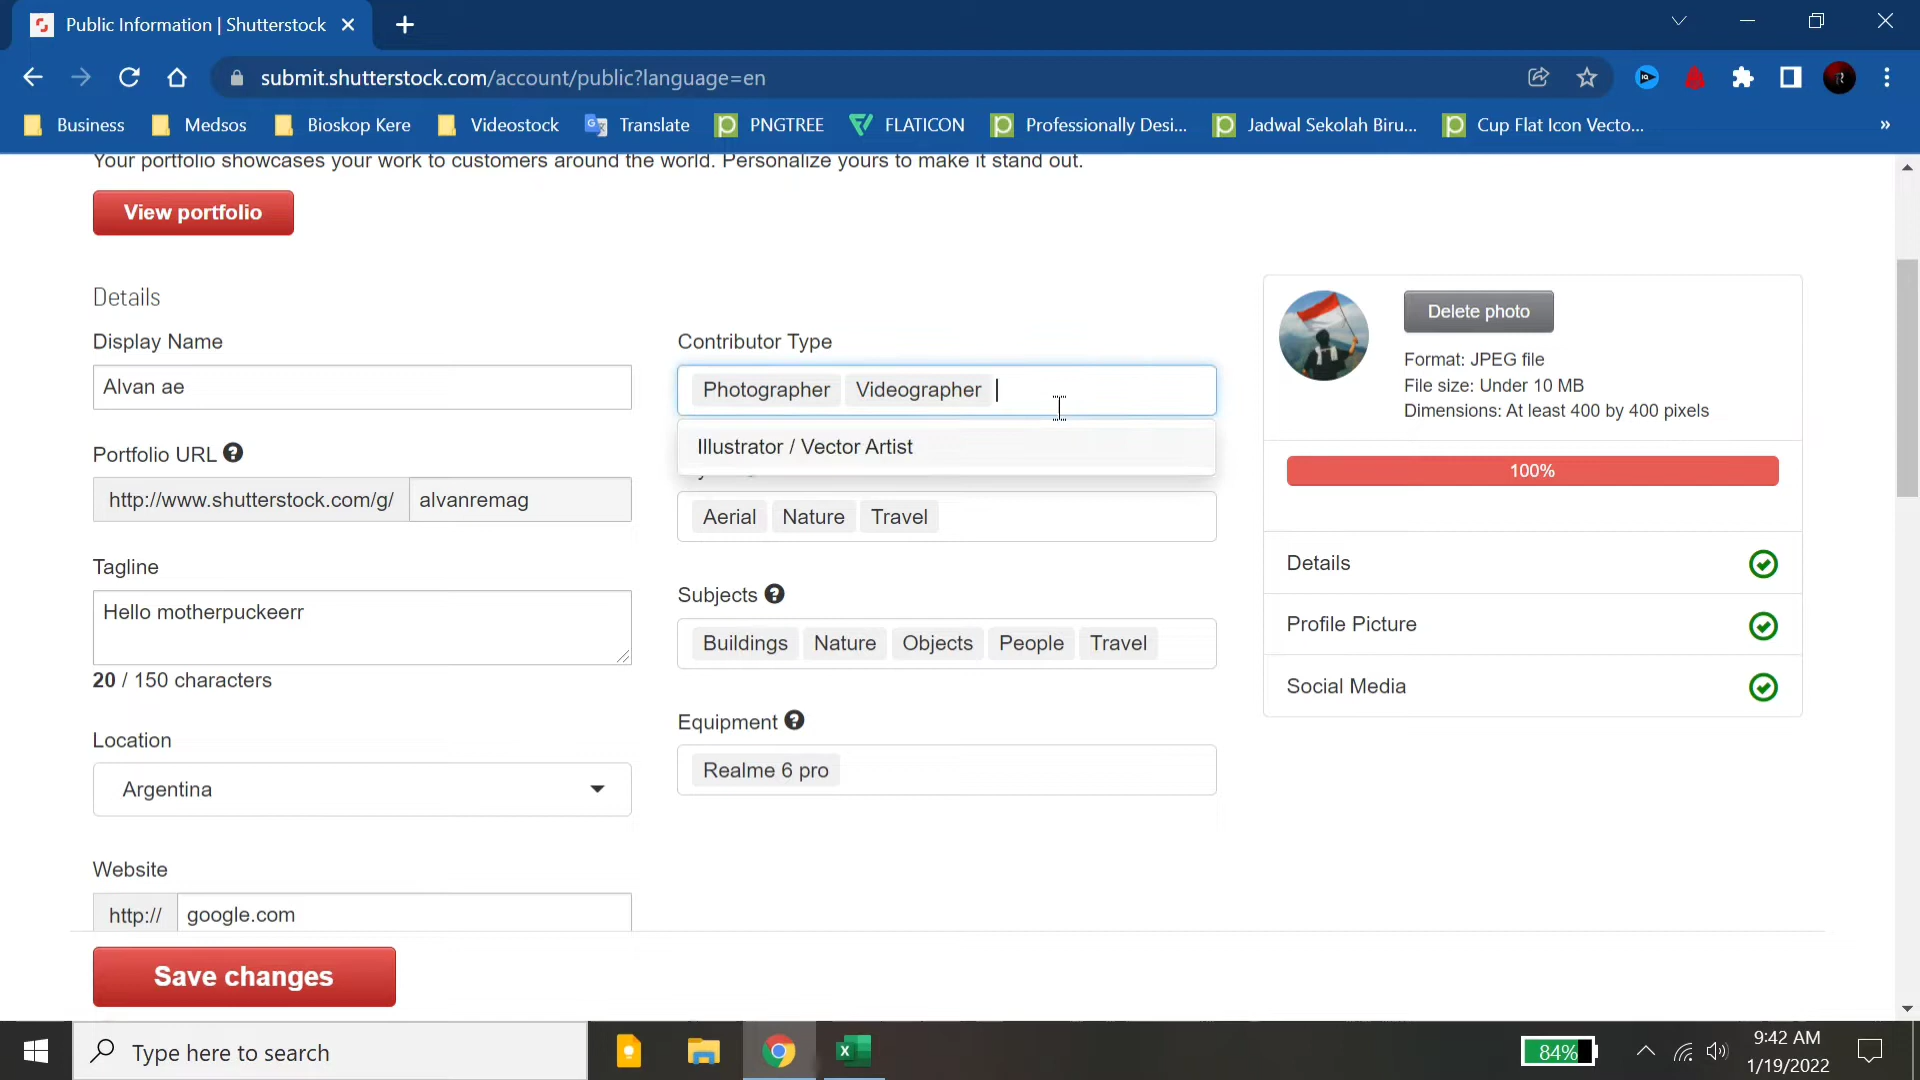 Public Information | Shutterstock
submit.shutterstock.com/account/public?language=en
Business
Medsos
Bioskop Kere
Videostock
Translate
PNGTREE
FLATICON
Professionally Desi...
Jadwal Sekolah Biru...
Cup Flat Icon Vecto...
»
Your portfolio showcases your work to customers around the world. Personalize yours to make it stand out.
View portfolio
Details
Display Name
Alvan ae
Portfolio URL ?
http://www.shutterstock.com/g/ alvanremag
Tagline
Hello motherpuckeerr
20 / 150 characters
Location
Argentina
Website
http:// google.com
Contributor Type
Photographer Videographer
Illustrator / Vector Artist
Aerial Nature Travel
Subjects ?
Buildings Nature Objects People Travel
Equipment ?
Realme 6 pro
Delete photo
Format: JPEG file
File size: Under 10 MB
Dimensions: At least 400 by 400 pixels
100%
Details
Profile Picture
Social Media
Save changes
Type here to search
84%
9:42 AM
1/19/2022